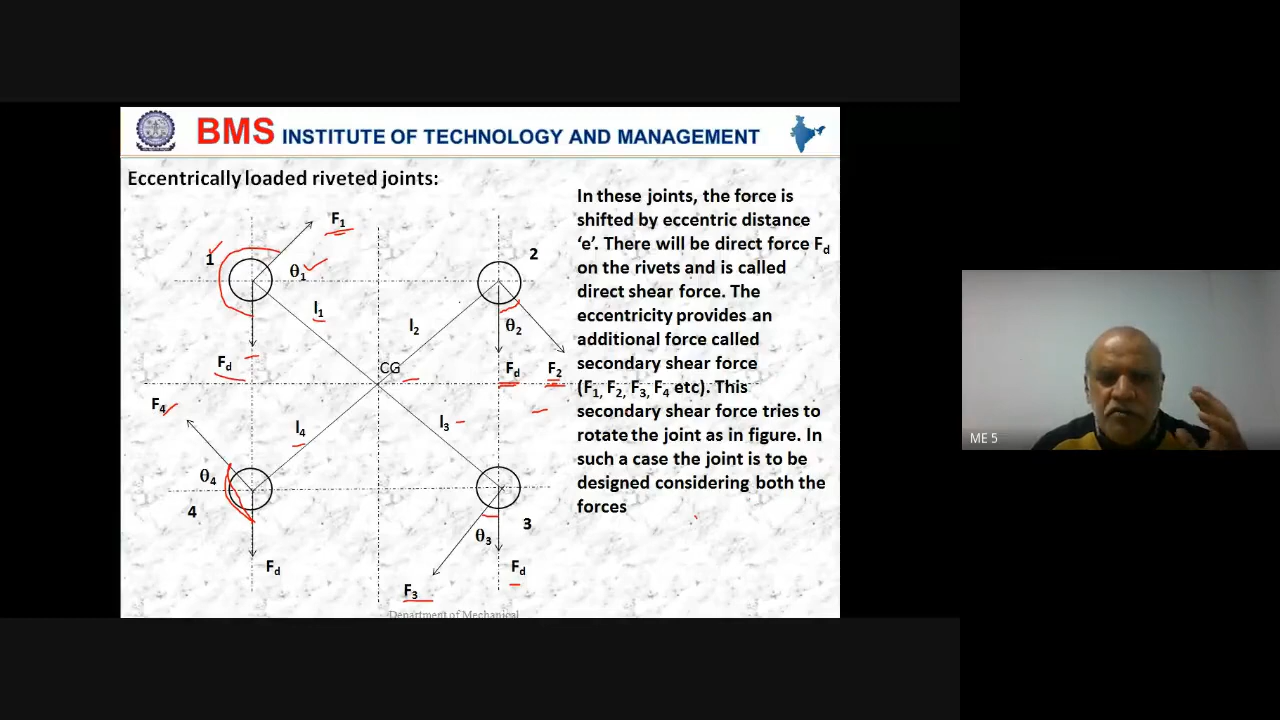 BMS INSTITUTE OF TECHNOLOGY AND MANAGEMENT
Eccentrically loaded riveted joints:
In these joints, the force is
shifted by eccentric distance
‘e’. There will be direct force Fd
on the rivets and is called
direct shear force. The
eccentricity provides an
additional force called
secondary shear force
(F1, F2, F3, F4 etc). This
secondary shear force tries to
rotate the joint as in figure. In
such a case the joint is to be
designed considering both the
forces
F1
1
θ1
2
l1
l2
θ2
Fd
CG
Fd
F2
F4
l4
l3
θ4
4
3
θ3
Fd
Fd
F3
Department of Mechanical
ME 5